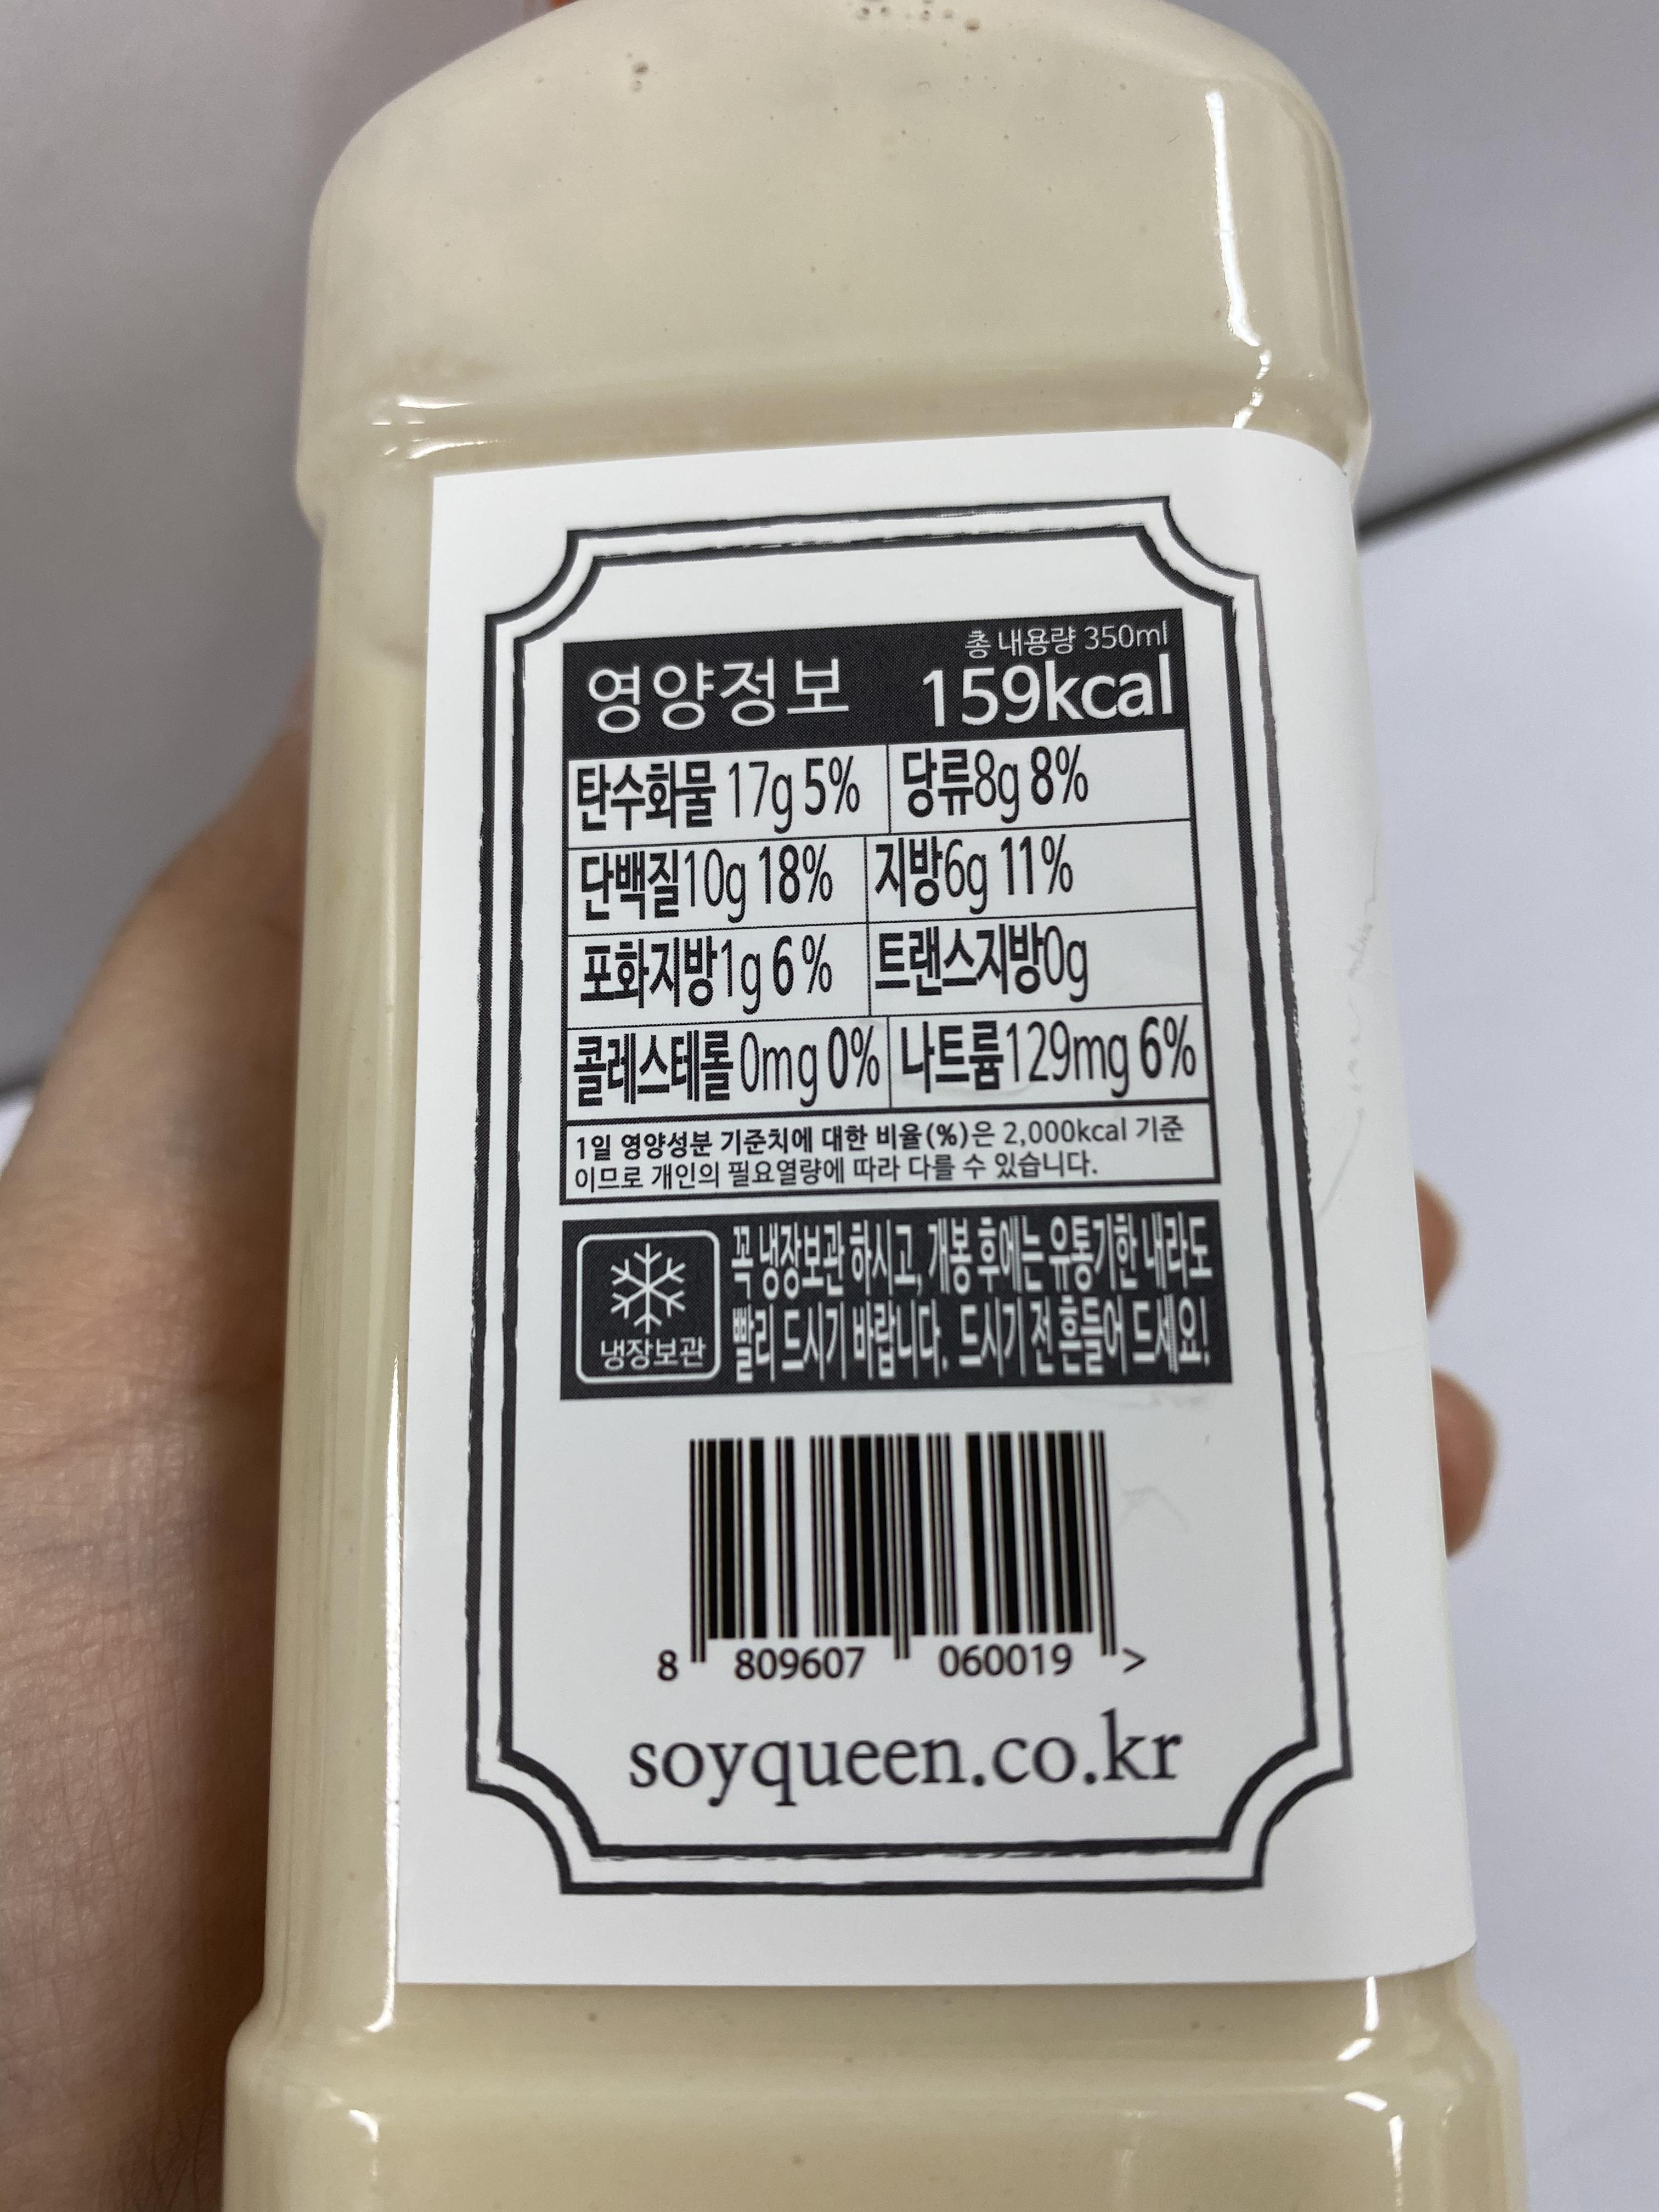 총 내용량 350ml
영양정보 159kcal
탄수화물 17g 5% 당류8g 8%
단백질10g 18% 지방6g 11%
포화지방1g 6% 트랜스지방0g
콜레스테롤 0mg 0% 나트륨129mg 6%
1일 영양성분 기준치에 대한 비율(%)은 2,000kcal 기준
이므로 개인의 필요열량에 따라 다를 수 있습니다.
꼭 냉장보관 하시고, 개봉 후에는 유통기한 내라도
빨리 드시기 바랍니다. 드시기 전 흔들어 드세요!
냉장보관
8 809607 060019 >
soyqueen.co.kr